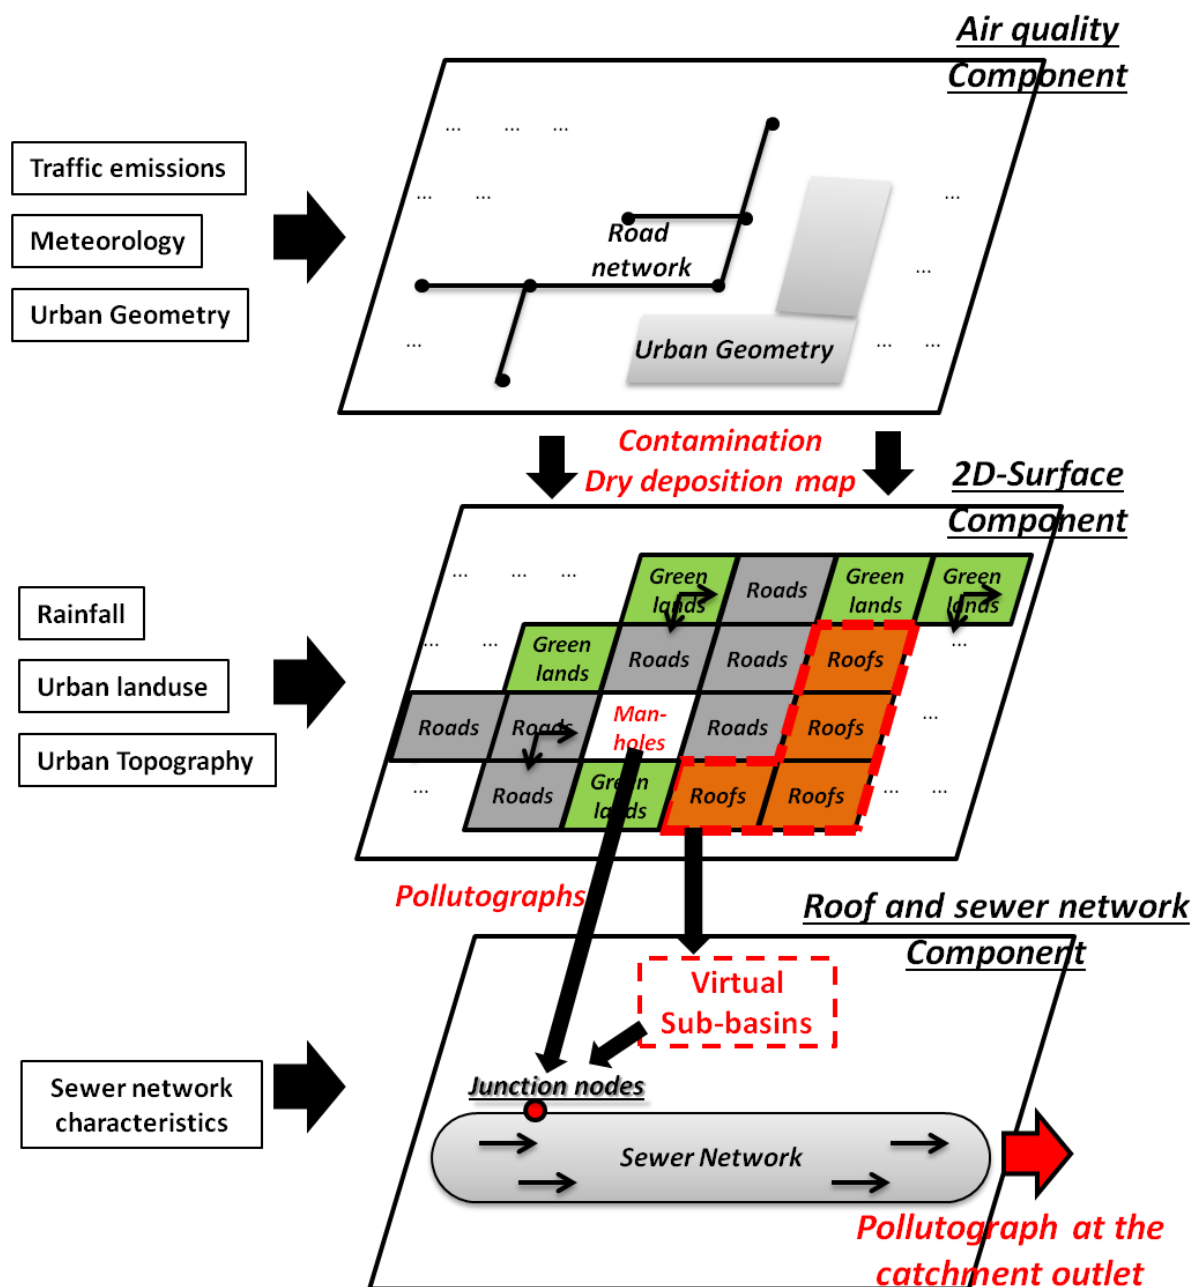 Air quality
Component
...
...
...
Traffic emissions
...
...
...
Meteorology
Road
network
...
Urban Geometry
...
Urban Geometry
...
...
Contamination
Dry deposition map
2D-Surface
Component
...
...
...
Green
lands
Roads
Green
lands
Green
lands
Rainfall
...
...
Green
lands
Roads
Roads
Roofs
...
Urban landuse
Roads
Roads
Man-
holes
Roads
Roofs
...
Urban Topography
...
Roads
Green
lands
Roofs
Roofs
...
...
Pollutographs
Roof and sewer network
Component
Virtual
Sub-basins
Sewer network
characteristics
Junction nodes
Sewer Network
Pollutograph at the
catchment outlet